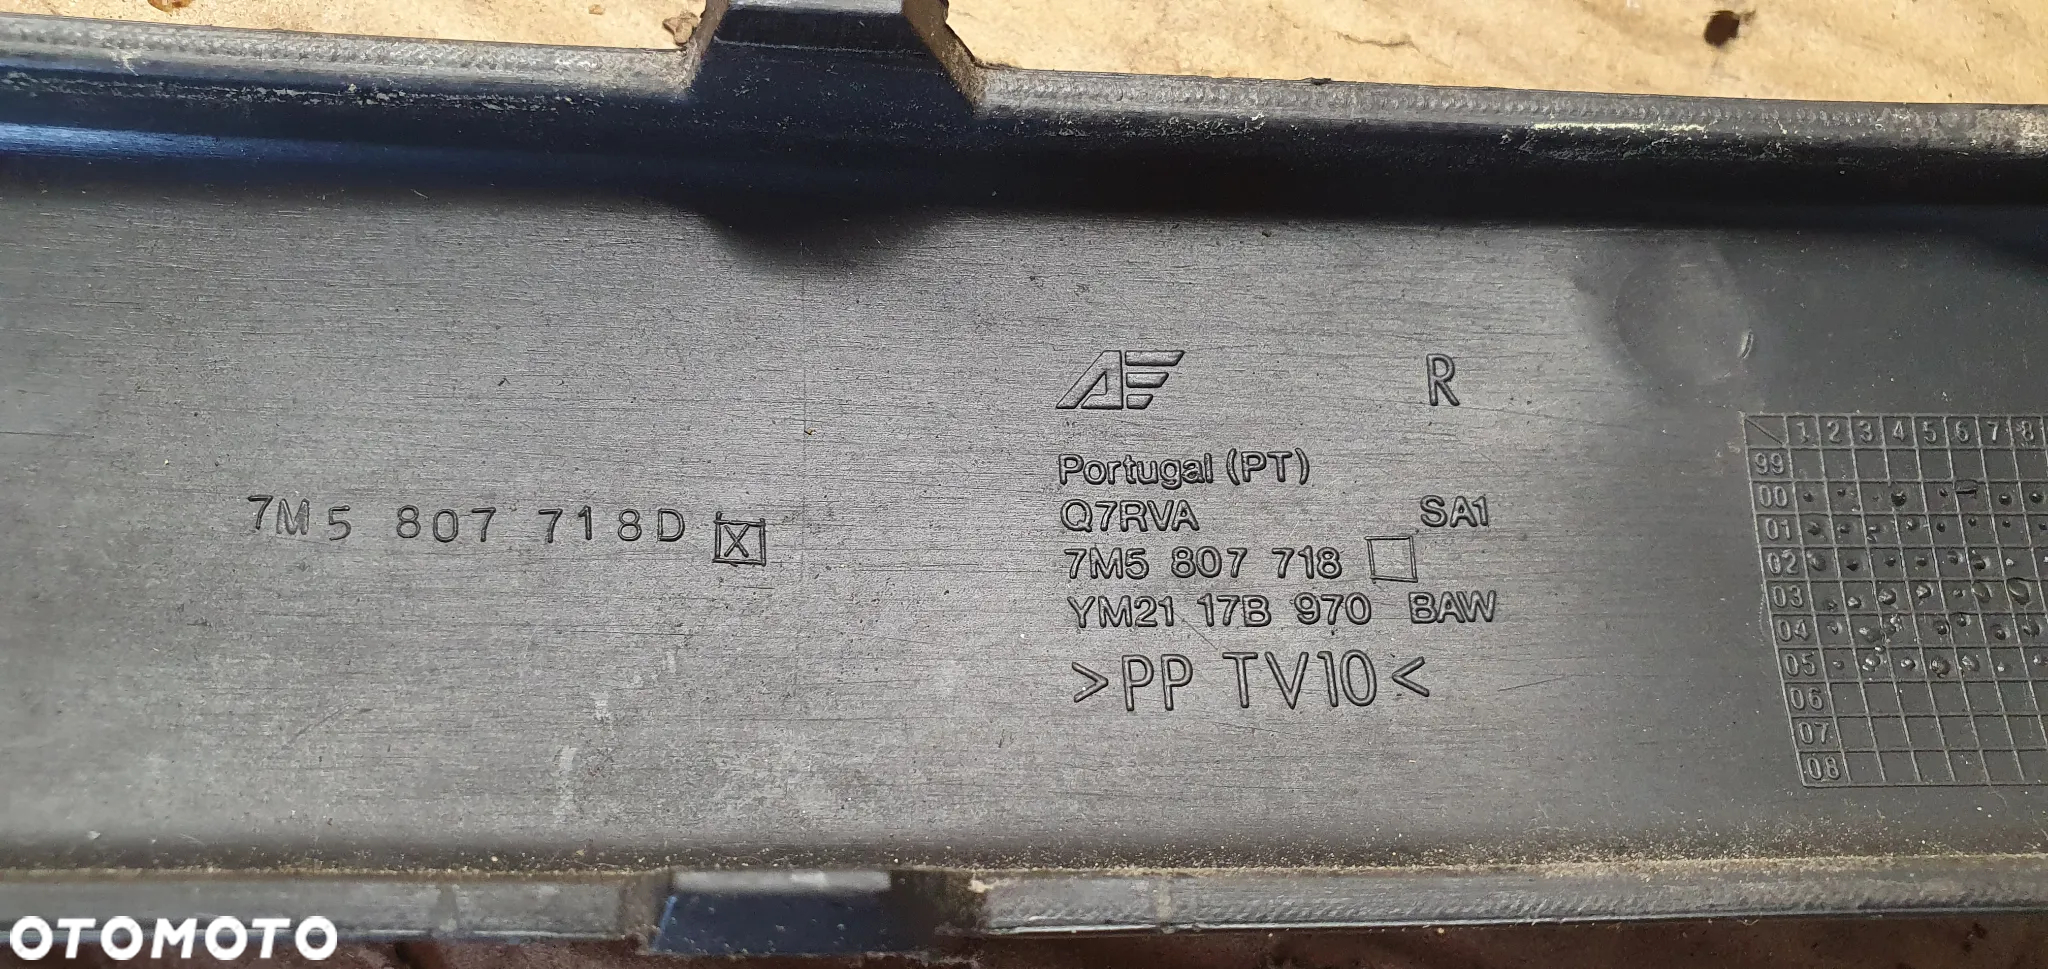 7M5 807 718D X
AE R
Portugal (PT)
Q7RVA SA1
7M5 807 718
YM21 17B 970 BAW
>PP TV10<
1 2 3 4 5 6 7 8
99
00
01
02
03
04
05
06
07
08
OTOMOTO